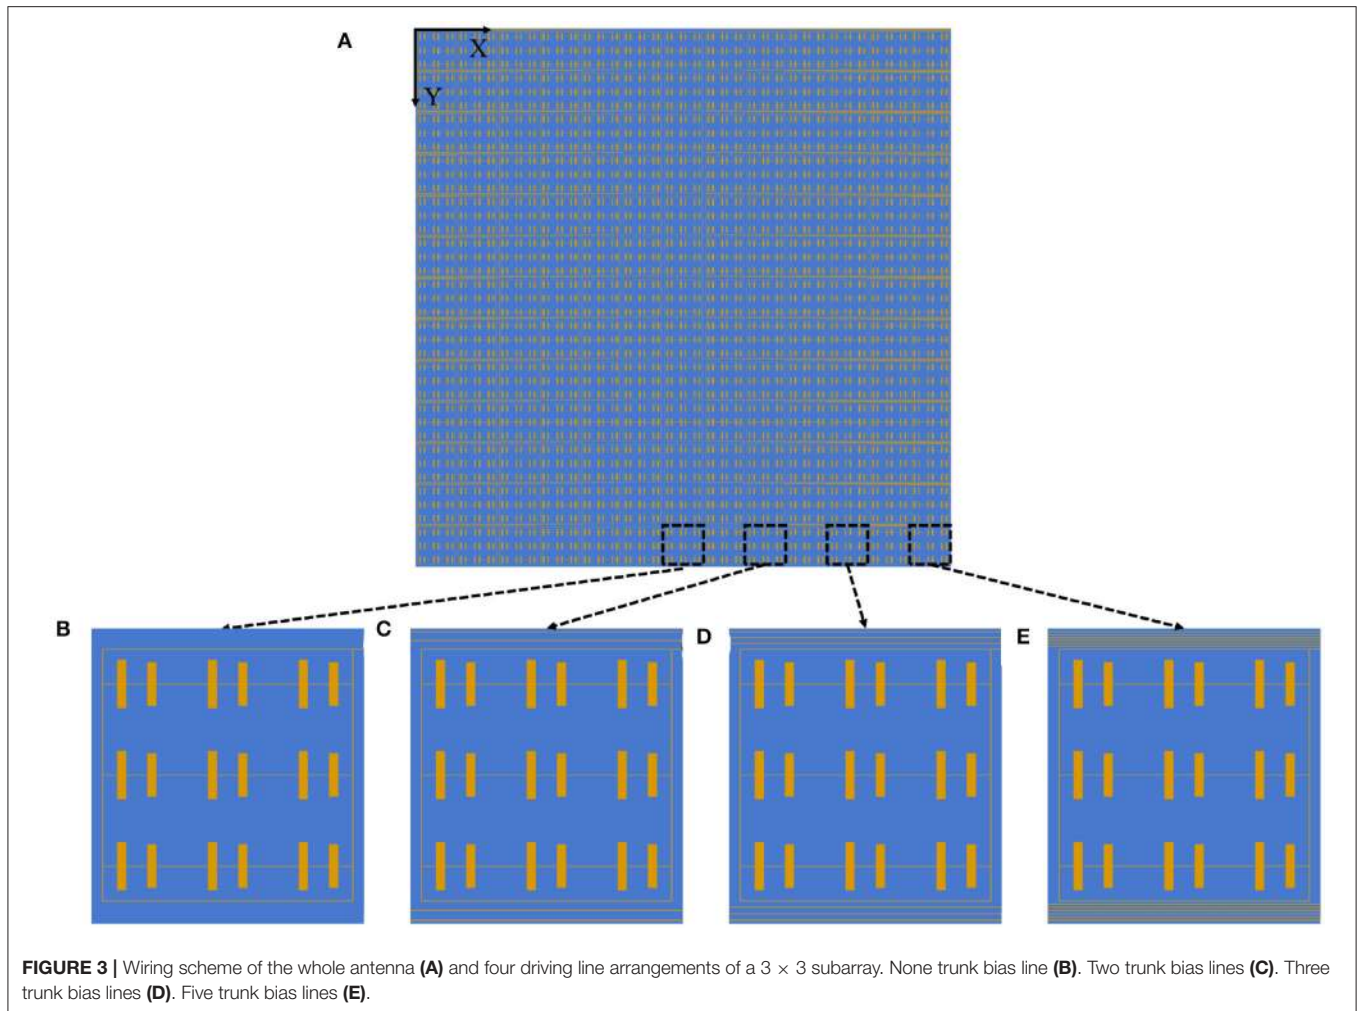 A
X
Y
B
C
D
E
FIGURE 3 | Wiring scheme of the whole antenna (A) and four driving line arrangements of a 3 × 3 subarray. None trunk bias line (B). Two trunk bias lines (C). Three
trunk bias lines (D). Five trunk bias lines (E).